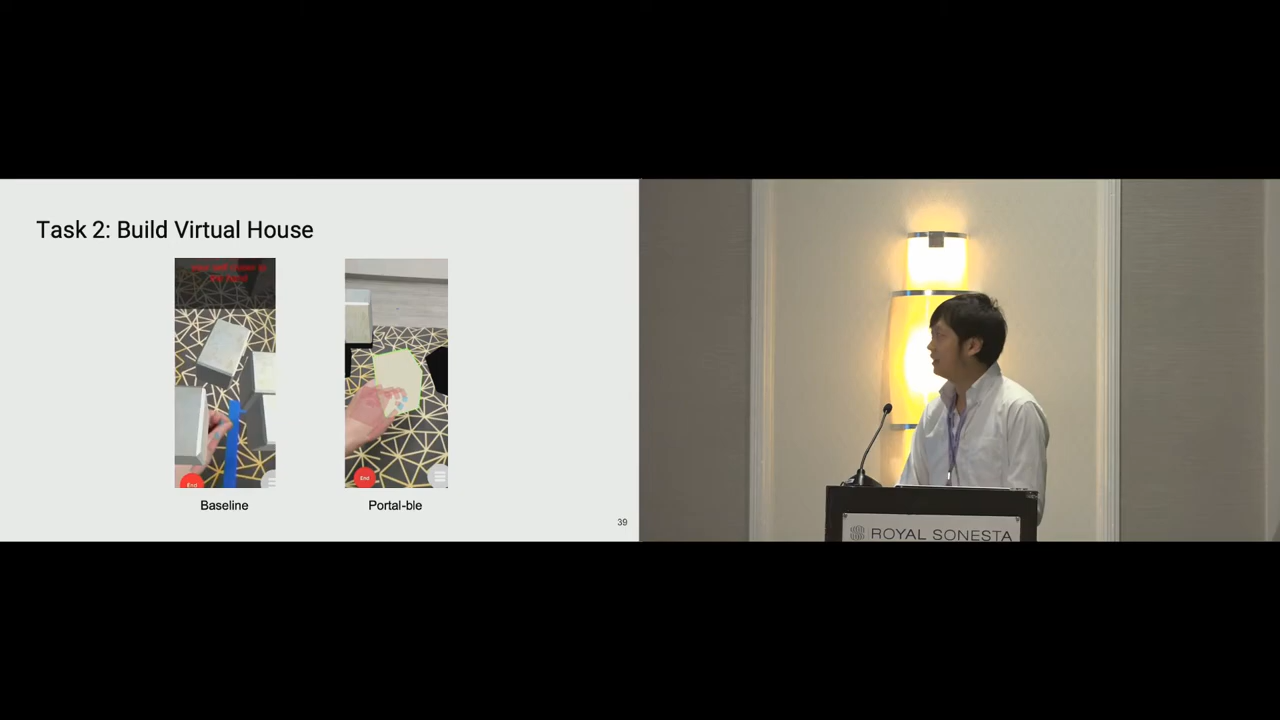 Task 2: Build Virtual House
End
End
Baseline
Portal-ble
39
ROYAL SONESTA